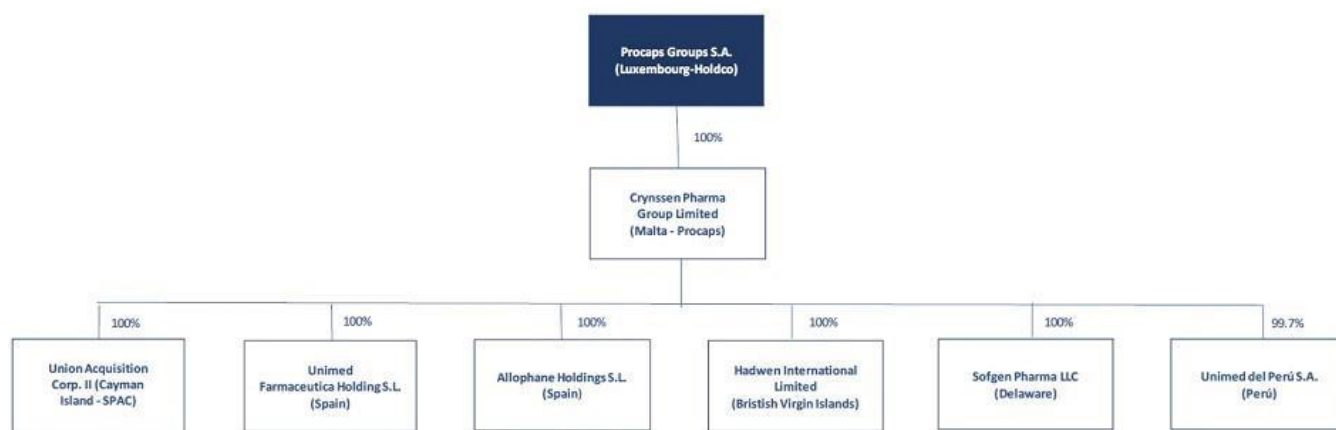 Procaps Groups S.A.
(Luxembourg-Holdco)
100%
Crynssen Pharma
Group Limited
(Malta - Procaps)
100%
100%
100%
100%
100%
99.7%
Union Acquisition
Corp. II (Cayman
Island - SPAC)
Unimed
Farmaceutica Holding S.L.
(Spain)
Allophane Holdings S.L.
(Spain)
Hadwen International
Limited
(Bristish Virgin Islands)
Sofgen Pharma LLC
(Delaware)
Unimed del Perú S.A.
(Perú)